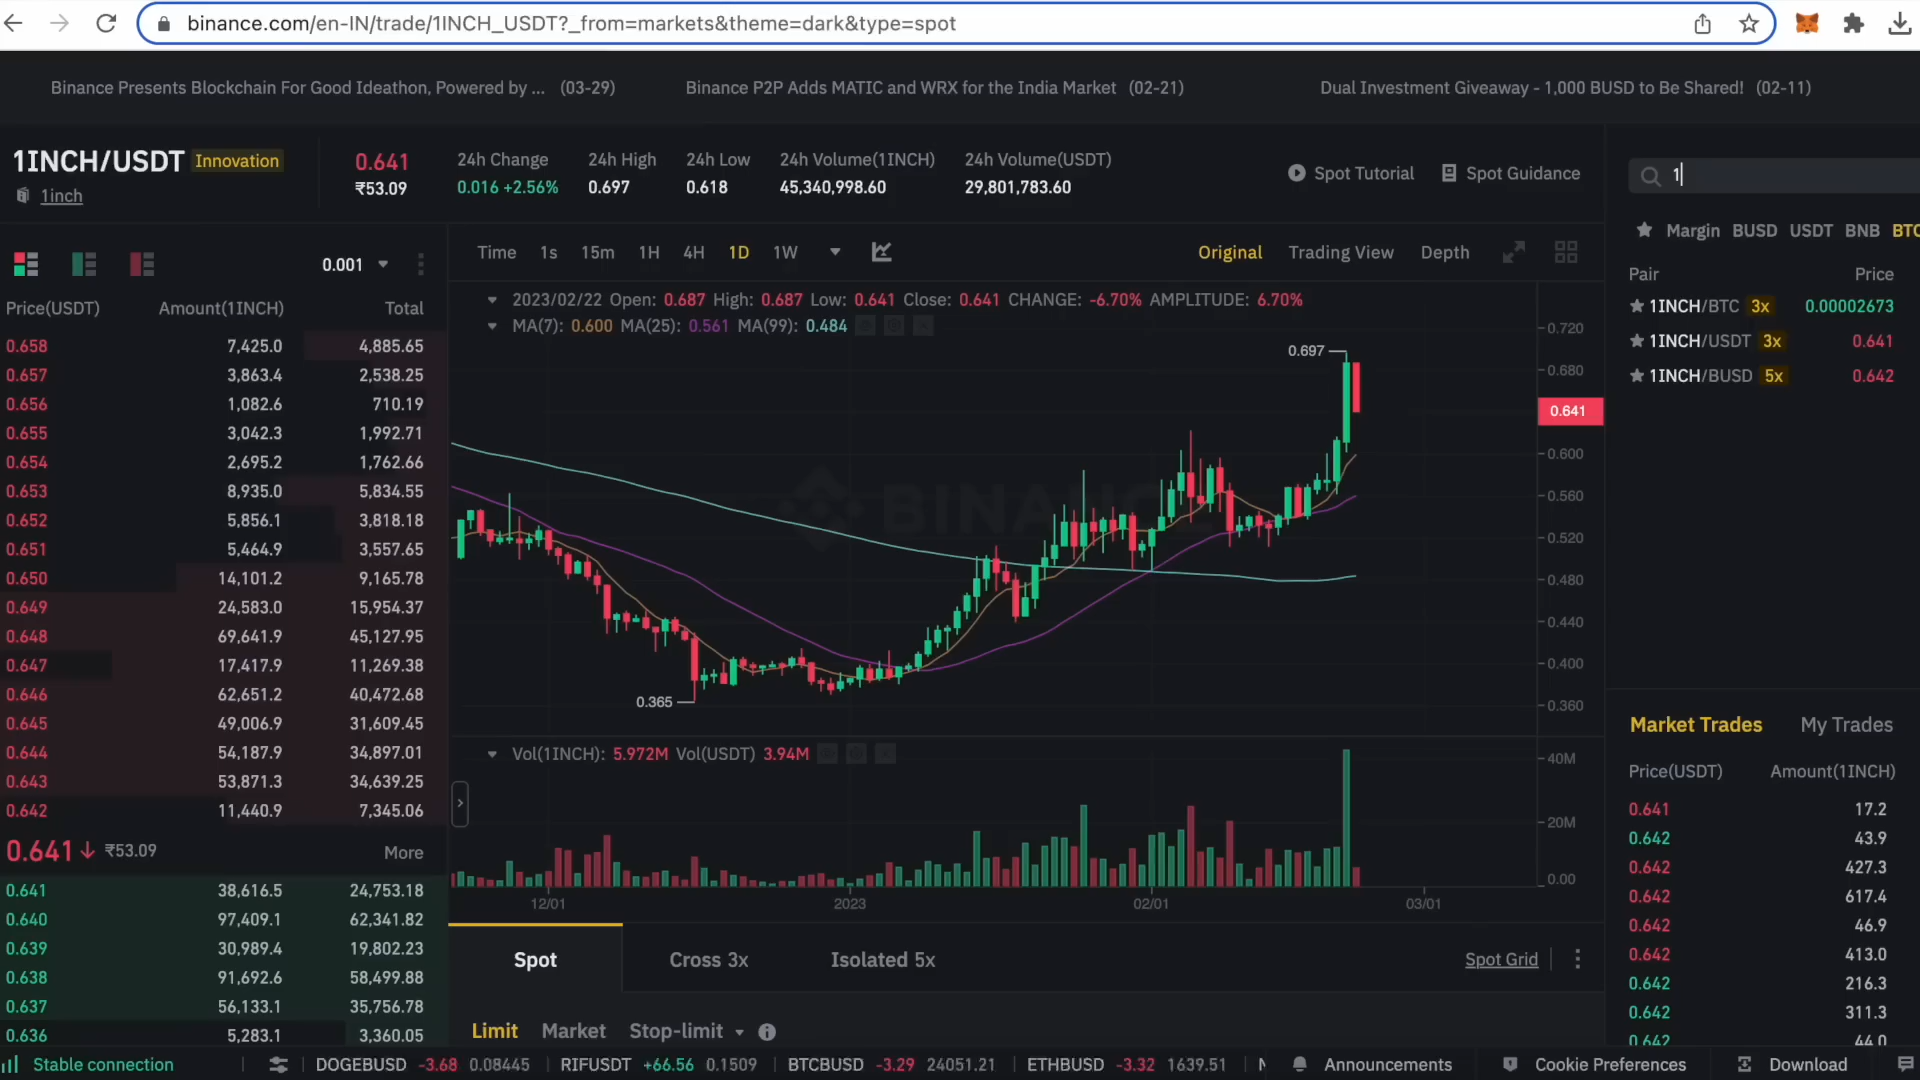 binance.com/en-IN/trade/1INCH_USDT?_from=markets&theme=dark&type=spot
Binance Presents Blockchain For Good Ideathon, Powered by ... (03-29)
Binance P2P Adds MATIC and WRX for the India Market (02-21)
Dual Investment Giveaway - 1,000 BUSD to Be Shared! (02-11)
1INCH/USDT Innovation
1inch
0.641
₹53.09
24h Change
0.016 +2.56%
24h High
0.697
24h Low
0.618
24h Volume(1INCH)
45,340,998.60
24h Volume(USDT)
29,801,783.60
Spot Tutorial
Spot Guidance
0.001
Price(USDT) Amount(1INCH) Total
0.658 7,425.0 4,885.65
0.657 3,863.4 2,538.25
0.656 1,082.6 710.19
0.655 3,042.3 1,992.71
0.654 2,695.2 1,762.66
0.653 8,935.0 5,834.55
0.652 5,856.1 3,818.18
0.651 5,464.9 3,557.65
0.650 14,101.2 9,165.78
0.649 24,583.0 15,954.37
0.648 69,641.9 45,127.95
0.647 17,417.9 11,269.38
0.646 62,651.2 40,472.68
0.645 49,006.9 31,609.45
0.644 54,187.9 34,897.01
0.643 53,871.3 34,639.25
0.642 11,440.9 7,345.06
0.641 ₹53.09 More
0.641 38,616.5 24,753.18
0.640 97,409.1 62,341.82
0.639 30,989.4 19,802.23
0.638 91,692.6 58,499.88
0.637 56,133.1 35,756.78
0.636 5,283.1 3,360.05
Time 1s 15m 1H 4H 1D 1W
Original Trading View Depth
2023/02/22 Open: 0.687 High: 0.687 Low: 0.641 Close: 0.641 CHANGE: -6.70% AMPLITUDE: 6.70%
MA(7): 0.600 MA(25): 0.561 MA(99): 0.484
0.697
0.365
0.720
0.680
0.641
0.600
0.560
0.520
0.480
0.440
0.400
0.360
Vol(1INCH): 5.972M Vol(USDT) 3.94M
40M
20M
0.00
12/01 2023 02/01 03/01
Spot Cross 3x Isolated 5x Spot Grid
Limit Market Stop-limit
1
Margin BUSD USDT BNB BTC
Pair Price
1INCH/BTC 3x 0.00002673
1INCH/USDT 3x 0.641
1INCH/BUSD 5x 0.642
Market Trades My Trades
Price(USDT) Amount(1INCH)
0.641 17.2
0.642 43.9
0.642 427.3
0.642 617.4
0.642 46.9
0.642 413.0
0.642 216.3
0.642 311.3
0.642 44.0
Stable connection
DOGEBUSD -3.68 0.08445
RIFUSDT +66.56 0.1509
BTCBUSD -3.29 24051.21
ETHBUSD -3.32 1639.51
Announcements
Cookie Preferences
Download